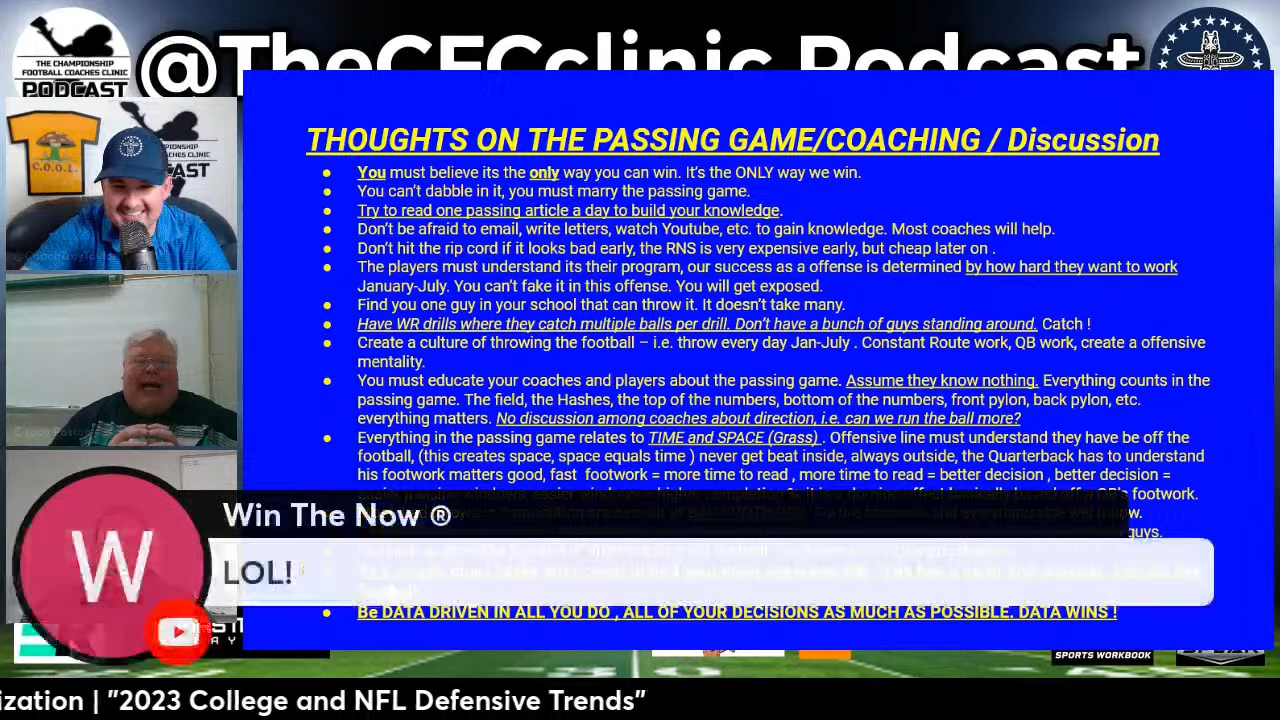 @TheCFCclinic Podcast
THE CHAMPIONSHIP
FOOTBALL COACHES CLINIC
PODCAST
C.O.O.L
THOUGHTS ON THE PASSING GAME/COACHING / Discussion
You must believe its the only way you can win. It's the ONLY way we win.
You can't dabble in it, you must marry the passing game.
Try to read one passing article a day to build your knowledge.
Don't be afraid to email, write letters, watch Youtube, etc. to gain knowledge. Most coaches will help.
Don't hit the rip cord if it looks bad early, the RNS is very expensive early, but cheap later on .
The players must understand its their program, our success as a offense is determined by how hard they want to work
January-July. You can't fake it in this offense. You will get exposed.
Find you one guy in your school that can throw it. It doesn't take many.
Have WR drills where they catch multiple balls per drill. Don't have a bunch of guys standing around. Catch !
Create a culture of throwing the football – i.e. throw every day Jan-July . Constant Route work, QB work, create a offensive
mentality.
You must educate your coaches and players about the passing game. Assume they know nothing. Everything counts in the
passing game. The field, the Hashes, the top of the numbers, bottom of the numbers, front pylon, back pylon, etc.
everything matters. No discussion among coaches about direction, i.e. can we run the ball more?
Everything in the passing game relates to TIME and SPACE (Grass) . Offensive line must understand they have be off the
football, (this creates space, space equals time ) never get beat inside, always outside, the Quarterback has to understand
his footwork matters good, fast footwork = more time to read , more time to read = better decision , better decision =
footwork.
guys.
Be DATA DRIVEN IN ALL YOU DO , ALL OF YOUR DECISIONS AS MUCH AS POSSIBLE. DATA WINS !
W
Win The Now ®
LOL!
SPORTS WORKBOOK
ization | "2023 College and NFL Defensive Trends"